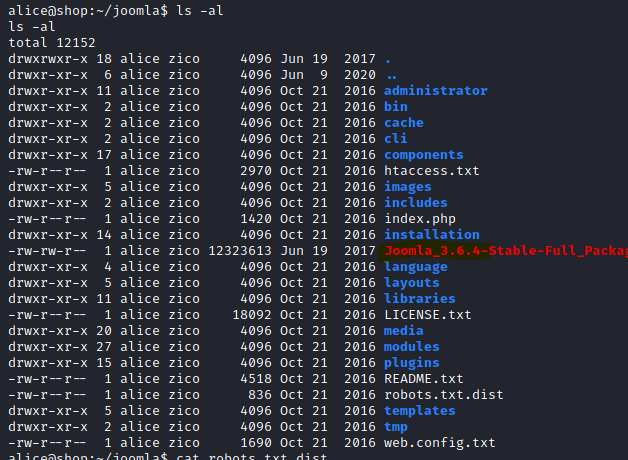 alice@shop:~/joomla$ ls -al
ls -al
total 12152
drwxrwxr-x 18 alice zico     4096 Jun 19  2017 .
drwxr-xr-x  6 alice zico     4096 Jun  9  2020 ..
drwxr-xr-x 11 alice zico     4096 Oct 21  2016 administrator
drwxr-xr-x  2 alice zico     4096 Oct 21  2016 bin
drwxr-xr-x  2 alice zico     4096 Oct 21  2016 cache
drwxr-xr-x  2 alice zico     4096 Oct 21  2016 cli
drwxr-xr-x 17 alice zico     4096 Oct 21  2016 components
-rw-r--r--  1 alice zico     2970 Oct 21  2016 htaccess.txt
drwxr-xr-x  5 alice zico     4096 Oct 21  2016 images
drwxr-xr-x  2 alice zico     4096 Oct 21  2016 includes
-rw-r--r--  1 alice zico     1420 Oct 21  2016 index.php
drwxr-xr-x 14 alice zico     4096 Oct 21  2016 installation
-rw-rw-r--  1 alice zico 12323613 Jun 19  2017 Joomla_3.6.4-Stable-Full_Packag
drwxr-xr-x  4 alice zico     4096 Oct 21  2016 language
drwxr-xr-x  5 alice zico     4096 Oct 21  2016 layouts
drwxr-xr-x 11 alice zico     4096 Oct 21  2016 libraries
-rw-r--r--  1 alice zico    18092 Oct 21  2016 LICENSE.txt
drwxr-xr-x 20 alice zico     4096 Oct 21  2016 media
drwxr-xr-x 27 alice zico     4096 Oct 21  2016 modules
drwxr-xr-x 15 alice zico     4096 Oct 21  2016 plugins
-rw-r--r--  1 alice zico     4518 Oct 21  2016 README.txt
-rw-r--r--  1 alice zico      836 Oct 21  2016 robots.txt.dist
drwxr-xr-x  5 alice zico     4096 Oct 21  2016 templates
drwxr-xr-x  2 alice zico     4096 Oct 21  2016 tmp
-rw-r--r--  1 alice zico     1690 Oct 21  2016 web.config.txt
alice@shop:~/joomla$ cat robots.txt.dist